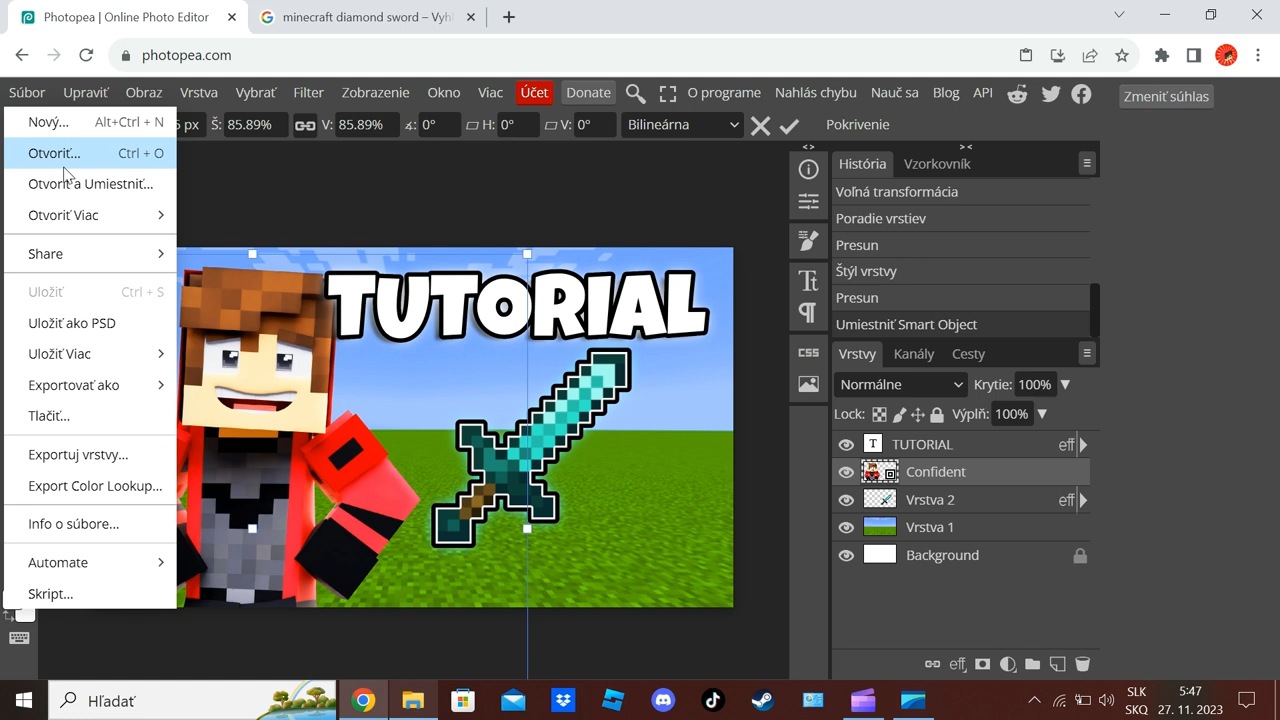 Photopea | Online Photo Editor
minecraft diamond sword – Vyhľ
photopea.com
Súbor Upraviť Obraz Vrstva Vybrať Filter Zobrazenie Okno Viac Účet Donate O programe Nahlás chybu Nauč sa Blog API
Zmeniť súhlas
px Š: 85.89% V: 85.89% ∡: 0° H: 0° V: 0° Bilineárna Pokrivenie
Nový... Alt+Ctrl + N
Otvoriť... Ctrl + O
Otvoriť a Umiestniť...
Otvoriť Viac
Share
Uložiť Ctrl + S
Uložiť ako PSD
Uložiť Viac
Exportovať ako
Tlačiť...
Exportuj vrstvy...
Export Color Lookup...
Info o súbore...
Automate
Skript...
TUTORIAL
História Vzorkovník
Voľná transformácia
Poradie vrstiev
Presun
Štýl vrstvy
Presun
Umiestniť Smart Object
CSS
Vrstvy Kanály Cesty
Normálne Krytie: 100%
Lock: Výplň: 100%
T TUTORIAL eff
Confident
Vrstva 2 eff
Vrstva 1
Background
eff
Hľadať
SLK
SKQ
5:47
27. 11. 2023